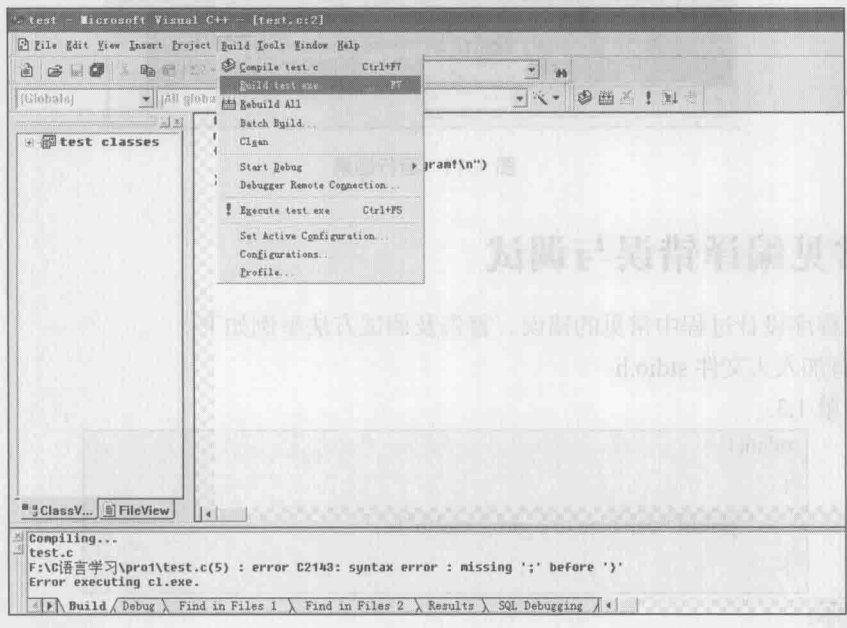 test - Microsoft Visual C++ - [test.c:2]
File Edit View Insert Project Build Tools Window Help
Compile test.c Ctrl+F7
Build test.exe F7
[Globals] [All globa
Rebuild All
Batch Build...
Clean
test classes
Start Debug
gram!\n")
Debugger Remote Connection...
Execute test.exe Ctrl+F5
Set Active Configuration...
Configurations...
Profile...
ClassV... FileView
Compiling...
test.c
F:\C语言学习\pro1\test.c(5) : error C2143: syntax error : missing ';' before '}'
Error executing cl.exe.
Build Debug Find in Files 1 Find in Files 2 Results SQL Debugging